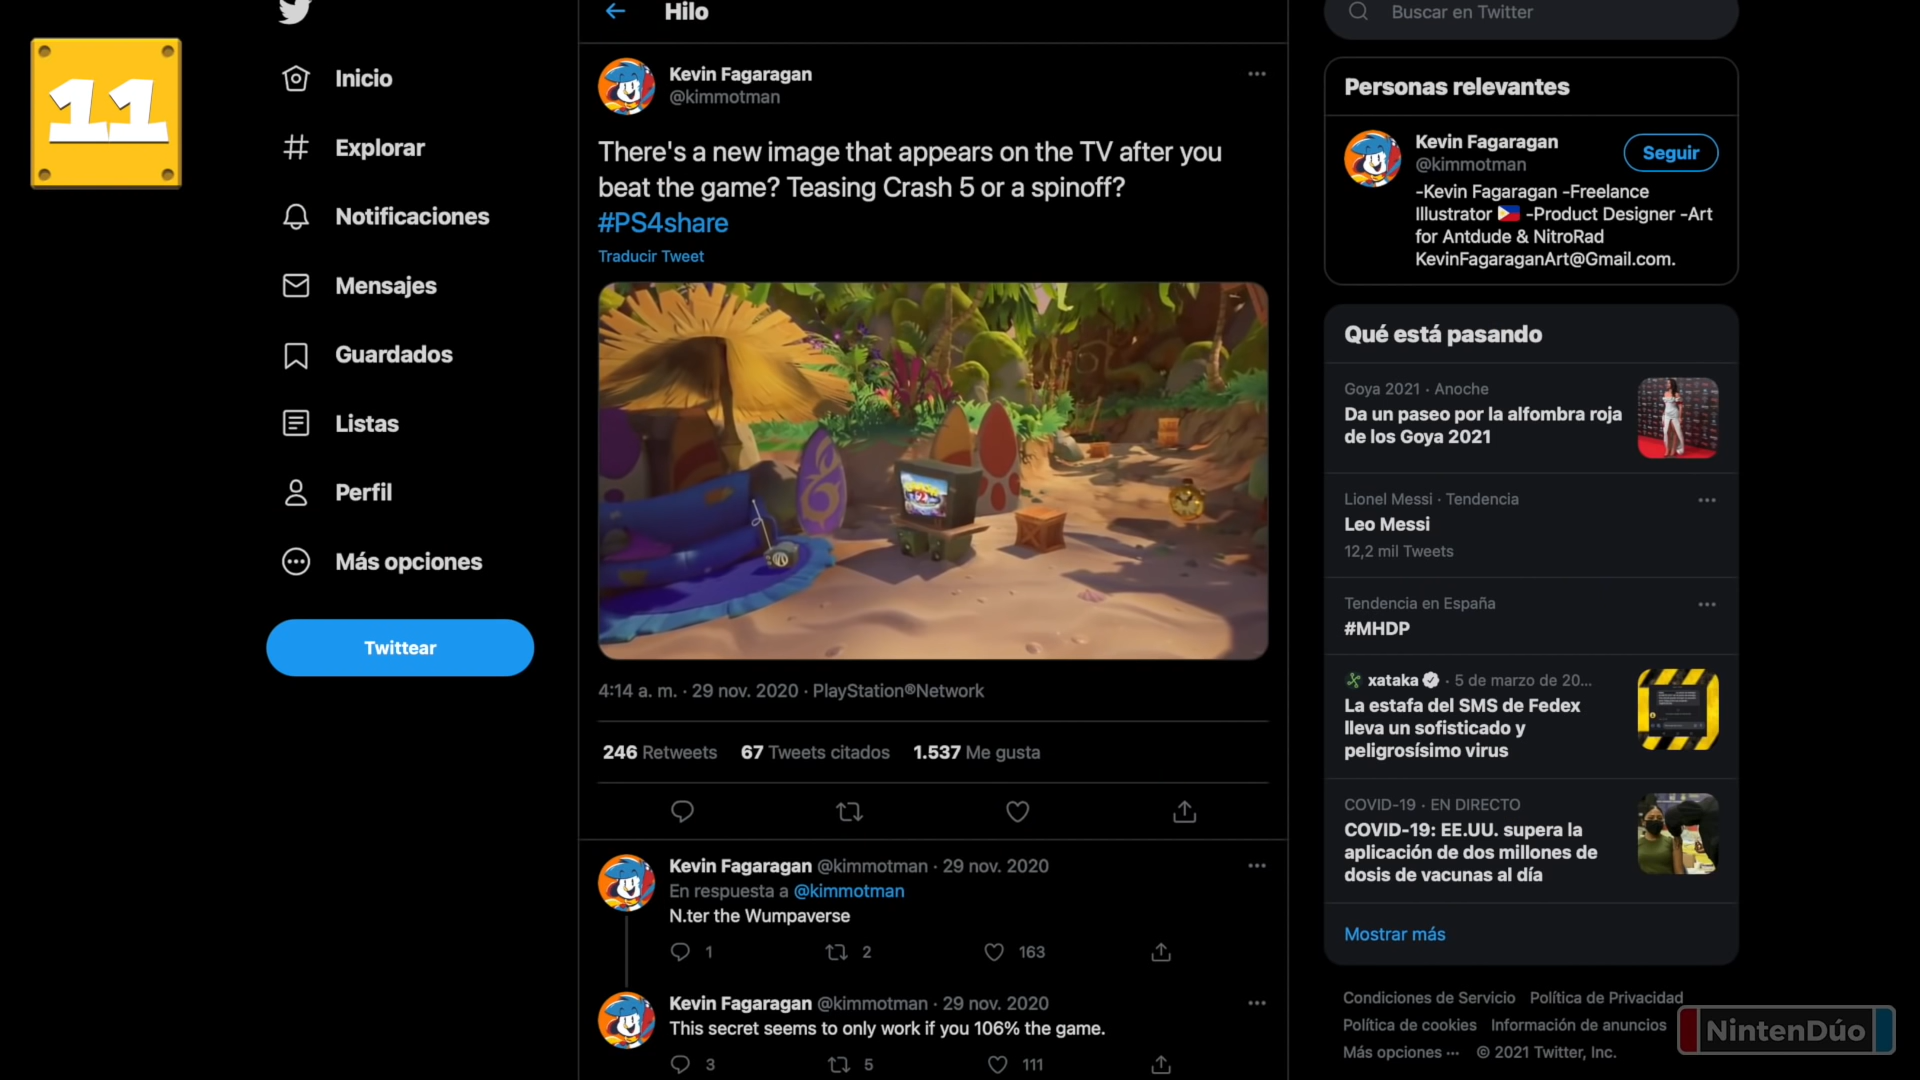 11
Inicio
Explorar
Notificaciones
Mensajes
Guardados
Listas
Perfil
Más opciones
Twittear
Hilo
Kevin Fagaragan
@kimmotman
There's a new image that appears on the TV after you
beat the game? Teasing Crash 5 or a spinoff?
#PS4share
Traducir Tweet
4:14 a. m. · 29 nov. 2020 · PlayStation®Network
246 Retweets 67 Tweets citados 1.537 Me gusta
Kevin Fagaragan @kimmotman · 29 nov. 2020
En respuesta a @kimmotman
N.ter the Wumpaverse
1 2 163
Kevin Fagaragan @kimmotman · 29 nov. 2020
This secret seems to only work if you 106% the game.
3 5 111
Buscar en Twitter
Personas relevantes
Kevin Fagaragan
@kimmotman
Seguir
-Kevin Fagaragan -Freelance
Illustrator 🇵🇭 -Product Designer -Art
for Antdude & NitroRad
KevinFagaraganArt@Gmail.com.
Qué está pasando
Goya 2021 · Anoche
Da un paseo por la alfombra roja
de los Goya 2021
Lionel Messi · Tendencia
Leo Messi
12,2 mil Tweets
Tendencia en España
#MHDP
xataka · 5 de marzo de 20...
La estafa del SMS de Fedex
lleva un sofisticado y
peligrosísimo virus
COVID-19 · EN DIRECTO
COVID-19: EE.UU. supera la
aplicación de dos millones de
dosis de vacunas al día
Mostrar más
Condiciones de Servicio Política de Privacidad
Política de cookies Información de anuncios
Más opciones ··· © 2021 Twitter, Inc.
NintenDúo